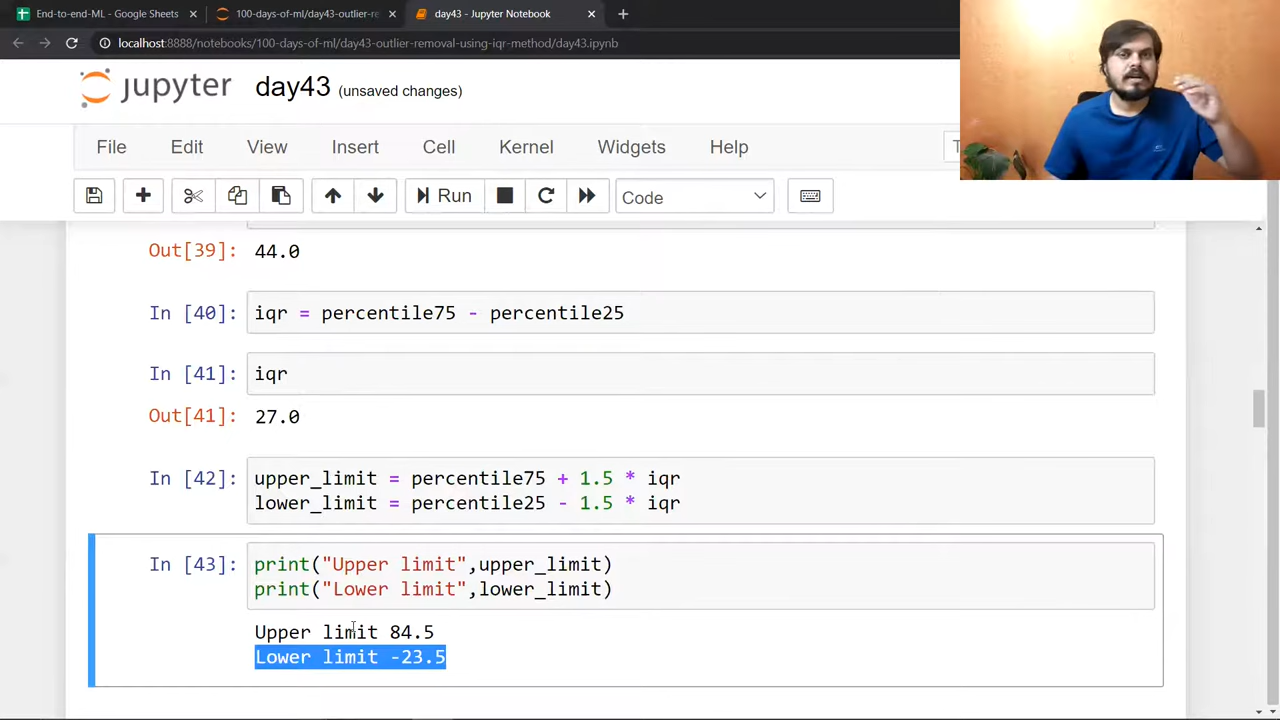 End-to-end-ML - Google Sheets
100-days-of-ml/day43-outlier-re
day43 - Jupyter Notebook
localhost:8888/notebooks/100-days-of-ml/day43-outlier-removal-using-iqr-method/day43.ipynb
jupyter day43 (unsaved changes)
File Edit View Insert Cell Kernel Widgets Help
Run Code
Out[39]: 44.0
In [40]: iqr = percentile75 - percentile25
In [41]: iqr
Out[41]: 27.0
In [42]: upper_limit = percentile75 + 1.5 * iqr
lower_limit = percentile25 - 1.5 * iqr
In [43]: print("Upper limit",upper_limit)
print("Lower limit",lower_limit)
Upper limit 84.5
Lower limit -23.5